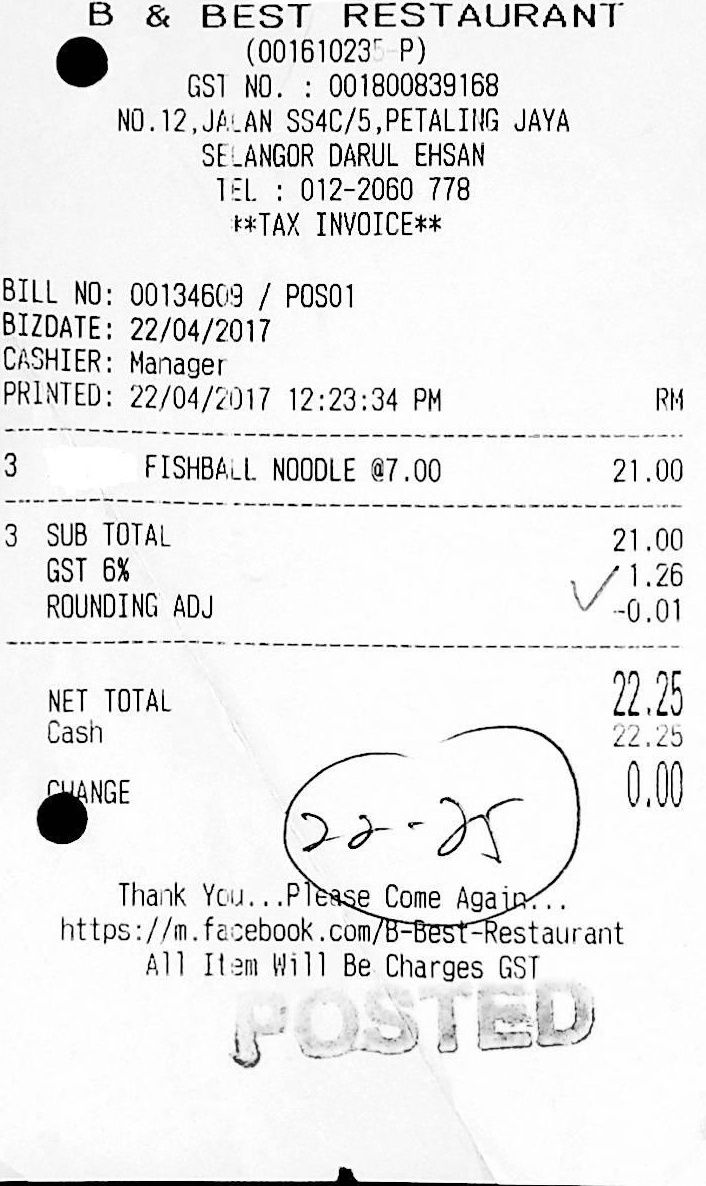 B & BEST RESTAURANT
(001610235-P)
GST NO. : 001800839168
NO.12,JALAN SS4C/5,PETALING JAYA
SELANGOR DARUL EHSAN
TEL : 012-2060 778
**TAX INVOICE**
BILL NO: 00134609 / POS01
BIZDATE: 22/04/2017
CASHIER: Manager
PRINTED: 22/04/2017 12:23:34 PM RM
3 FISHBALL NOODLE @7.00 21.00
3 SUB TOTAL 21.00
GST 6% 1.26
ROUNDING ADJ -0.01
NET TOTAL 22.25
Cash 22.25
CHANGE 0.00
22-25
Thank You...Please Come Again...
https://m.facebook.com/B-Best-Restaurant
All Item Will Be Charges GST
POSTED